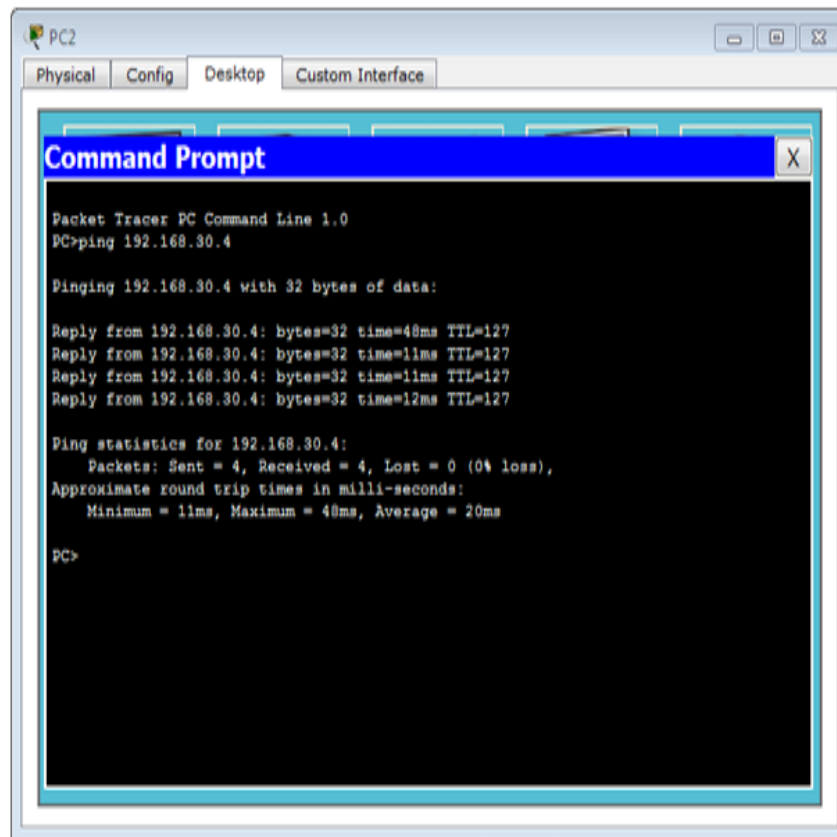 PC2
Physical Config Desktop Custom Interface
Command Prompt
X
Packet Tracer PC Command Line 1.0
PC>ping 192.168.30.4
Pinging 192.168.30.4 with 32 bytes of data:
Reply from 192.168.30.4: bytes=32 time=48ms TTL=127
Reply from 192.168.30.4: bytes=32 time=11ms TTL=127
Reply from 192.168.30.4: bytes=32 time=11ms TTL=127
Reply from 192.168.30.4: bytes=32 time=12ms TTL=127
Ping statistics for 192.168.30.4:
Packets: Sent = 4, Received = 4, Lost = 0 (0% loss),
Approximate round trip times in milli-seconds:
Minimum = 11ms, Maximum = 48ms, Average = 20ms
PC>